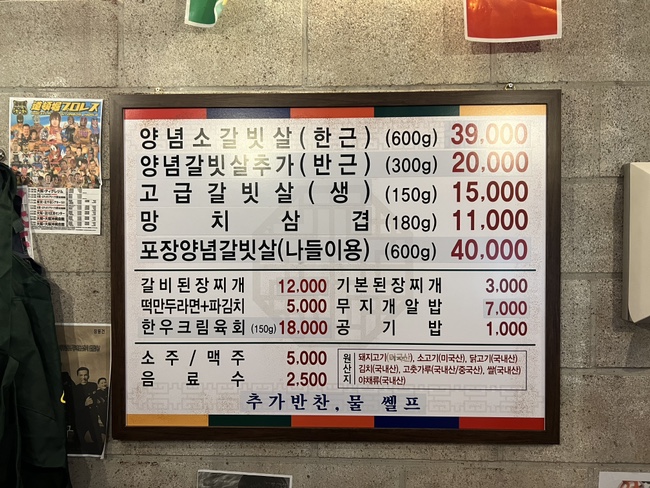 양념소갈빗살(한근) (600g) 39,000
양념갈빗살추가(반근) (300g) 20,000
고급갈빗살(생) (150g) 15,000
망치삼겹 (180g) 11,000
포장양념갈빗살(나들이용) (600g) 40,000
갈비된장찌개 12.000 기본된장찌개 3.000
떡만두라면+파김치 5.000 무지개알밥 7.000
한우크림육회 (150g) 18.000 공기밥 1.000
소주/맥주 5,000
음료수 2,500
원산지
돼지고기(미국산), 소고기(미국산), 닭고기(국내산)
김치(국내산), 고춧가루(국내산/중국산), 쌀(국내산)
야채류(국내산)
추가반찬, 물 쎌프
道頓堀プロレス